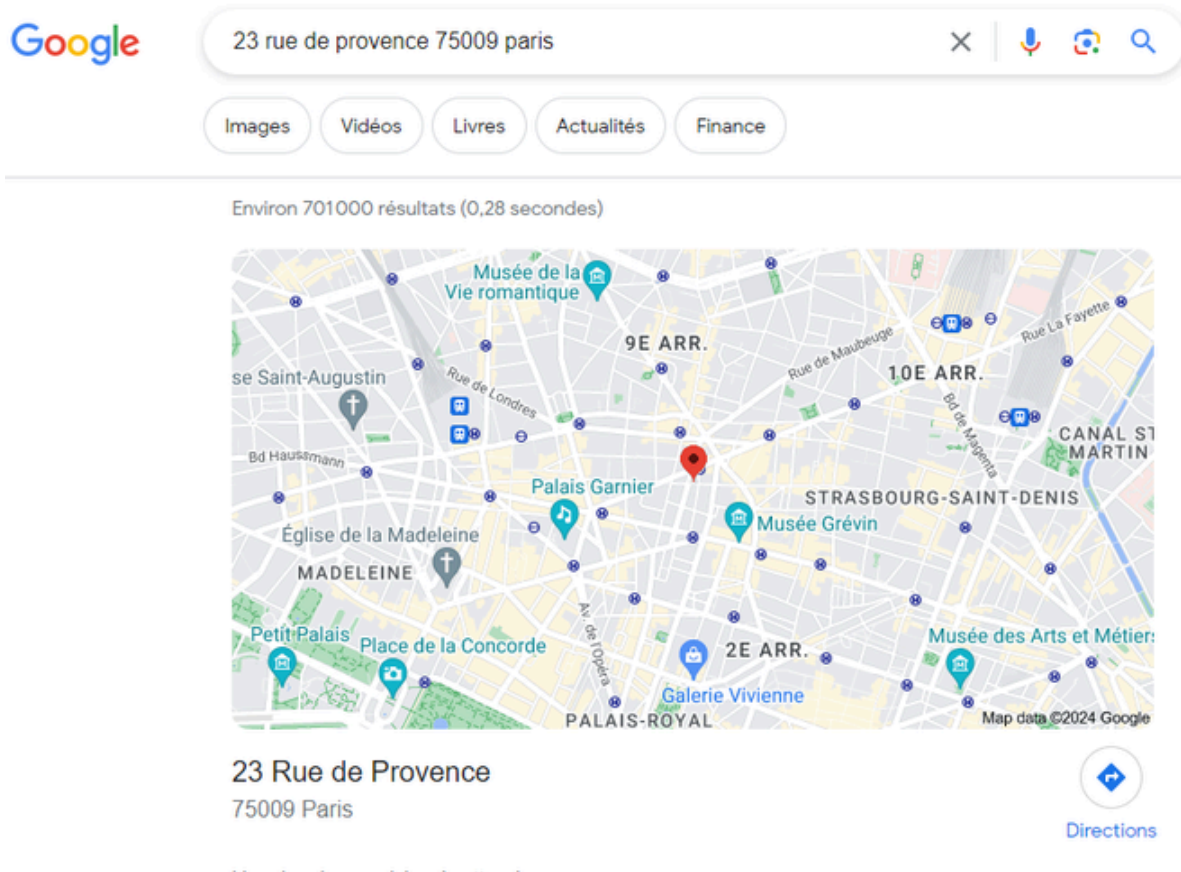 Google
23 rue de provence 75009 paris
Images
Vidéos
Livres
Actualités
Finance
Environ 701 000 résultats (0,28 secondes)
Musée de la
Vie romantique
9E ARR.
Rue La Fayette
Rue de Maubeuge
10E ARR.
se Saint-Augustin
Rue de Londres
Bd de Magenta
CANAL ST
MARTIN
Bd Haussmann
Palais Garnier
STRASBOURG-SAINT-DENIS
Musée Grévin
Église de la Madeleine
MADELEINE
Av. de l'Opéra
Petit Palais
Place de la Concorde
2E ARR.
Musée des Arts et Métiers
Galerie Vivienne
PALAIS-ROYAL
Map data ©2024 Google
23 Rue de Provence
75009 Paris
Directions